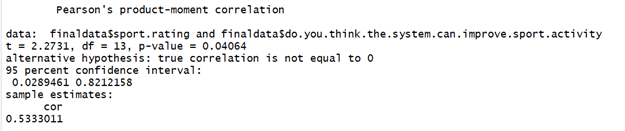 Pearson's product-moment correlation
data:  finaldata$sport.rating and finaldata$do.you.think.the.system.can.improve.sport.activity
t = 2.2731, df = 13, p-value = 0.04064
alternative hypothesis: true correlation is not equal to 0
95 percent confidence interval:
0.0289461 0.8212158
sample estimates:
cor
0.5333011